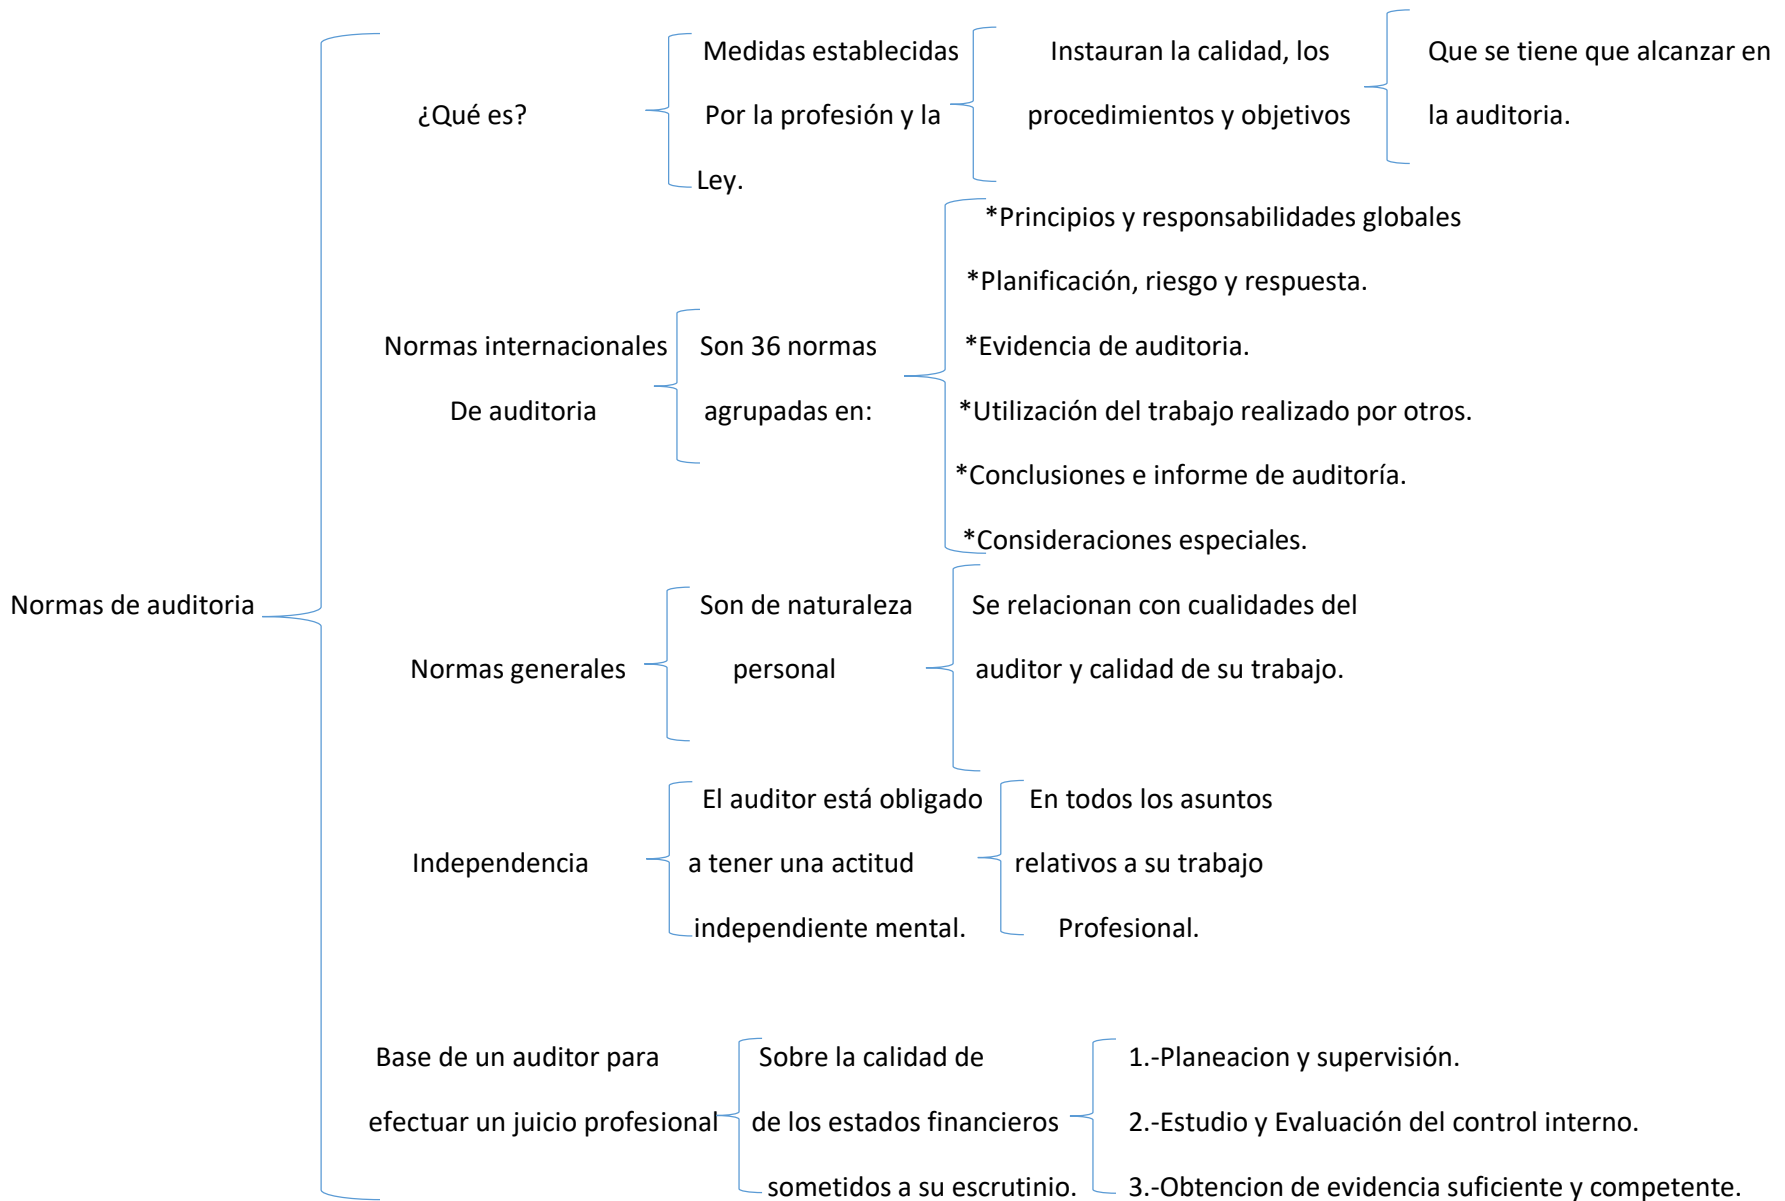 Normas de auditoria
¿Qué es?
Medidas establecidas
Por la profesión y la
Ley.
Instauran la calidad, los
procedimientos y objetivos
Que se tiene que alcanzar en
la auditoria.
Normas internacionales
De auditoria
Son 36 normas
agrupadas en:
*Principios y responsabilidades globales
*Planificación, riesgo y respuesta.
*Evidencia de auditoria.
*Utilización del trabajo realizado por otros.
*Conclusiones e informe de auditoría.
*Consideraciones especiales.
Normas generales
Son de naturaleza
personal
Se relacionan con cualidades del
auditor y calidad de su trabajo.
Independencia
El auditor está obligado
a tener una actitud
independiente mental.
En todos los asuntos
relativos a su trabajo
Profesional.
Base de un auditor para
efectuar un juicio profesional
Sobre la calidad de
de los estados financieros
sometidos a su escrutinio.
1.-Planeacion y supervisión.
2.-Estudio y Evaluación del control interno.
3.-Obtencion de evidencia suficiente y competente.